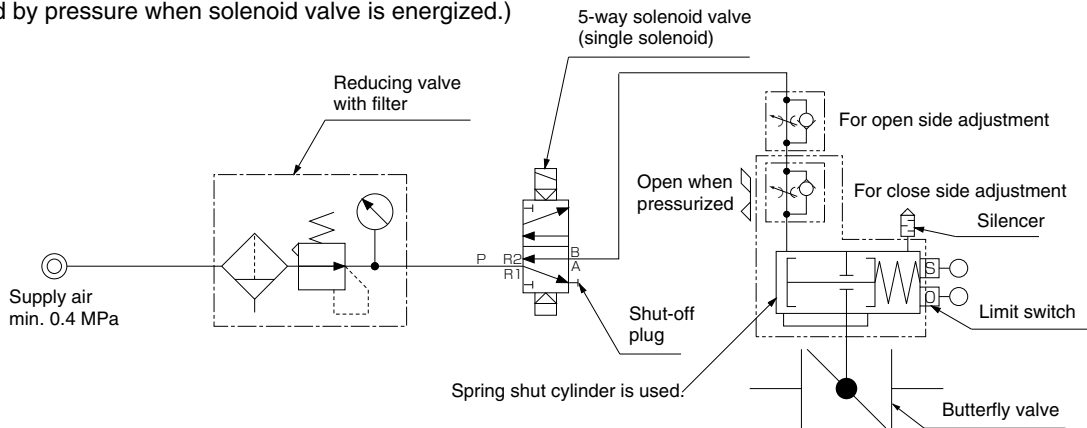 d by pressure when solenoid valve is energized.)
5-way solenoid valve
(single solenoid)
Reducing valve
with filter
For open side adjustment
Open when
pressurized
For close side adjustment
Silencer
P
R2
B
R1
A
S
O
Supply air
min. 0.4 MPa
Shut-off
plug
Limit switch
Spring shut cylinder is used.
Butterfly valve